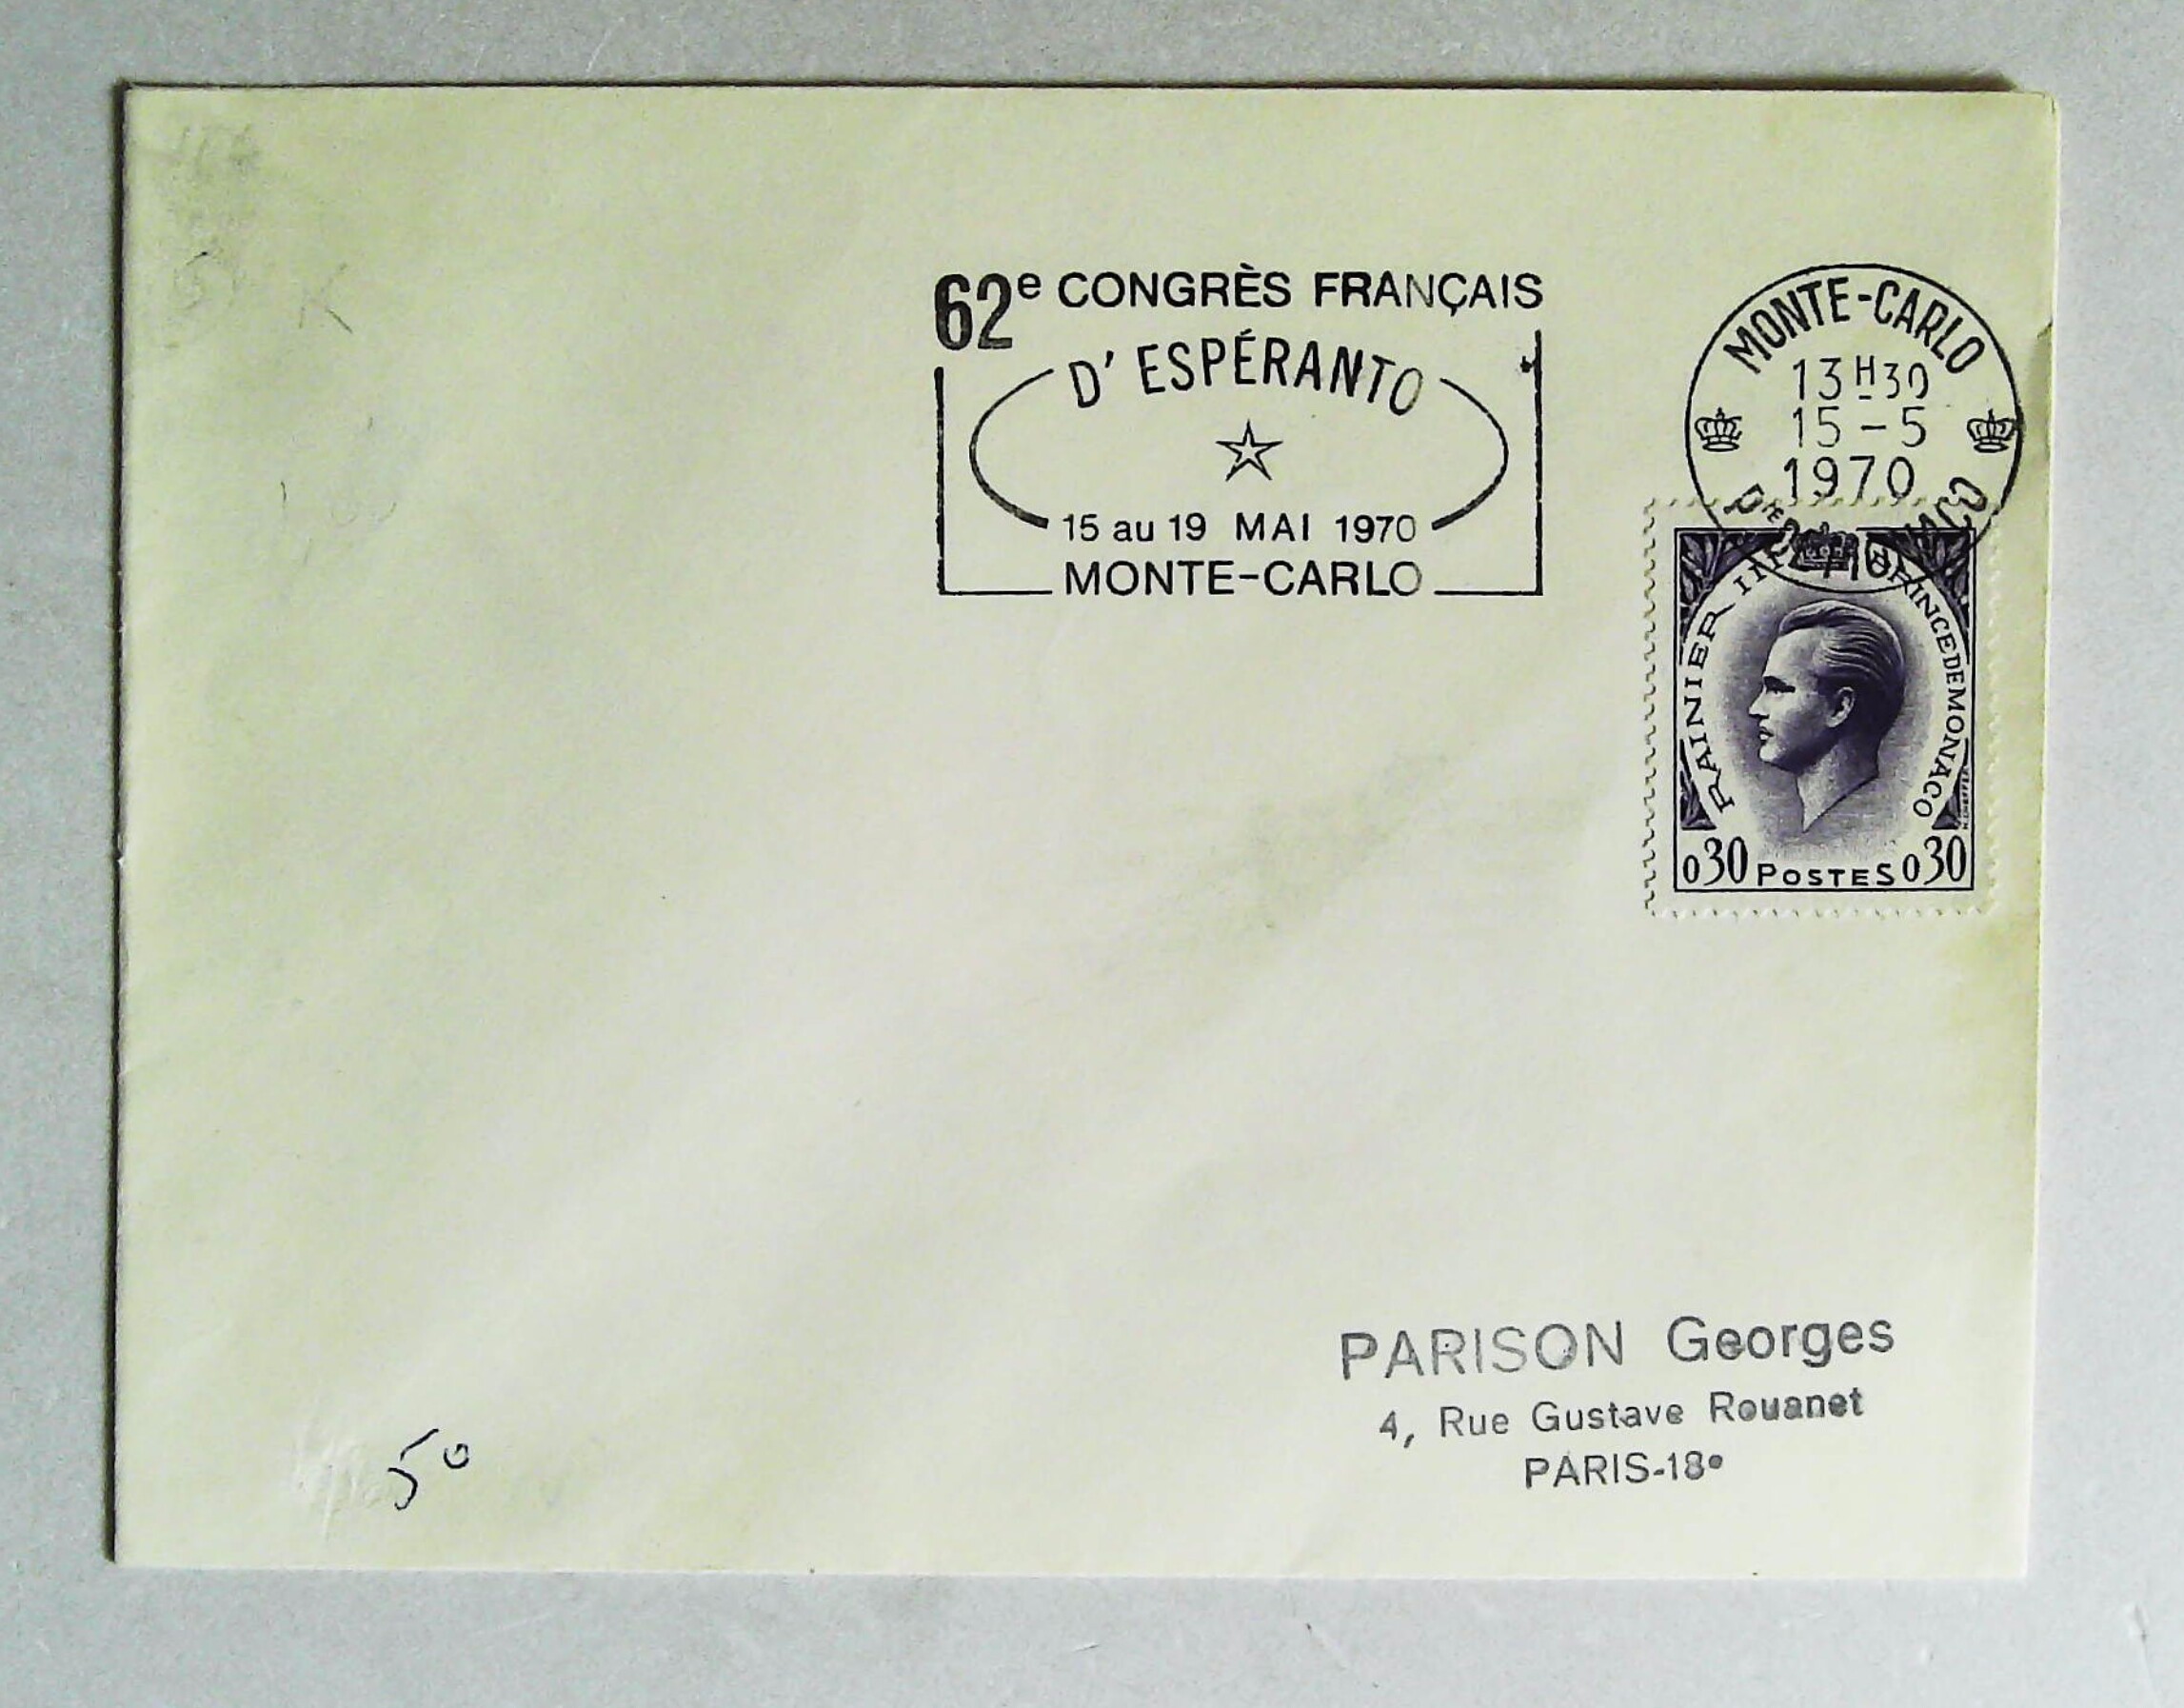 62e CONGRÈS FRANÇAIS
D' ESPÉRANTO
15 au 19 MAI 1970
MONTE-CARLO
MONTE-CARLO
13H30
15-5
1970
RAINIER III PRINCE DE MONACO
0,30 POSTES 0,30
PARISON Georges
4, Rue Gustave Rouanet
PARIS-18e
50